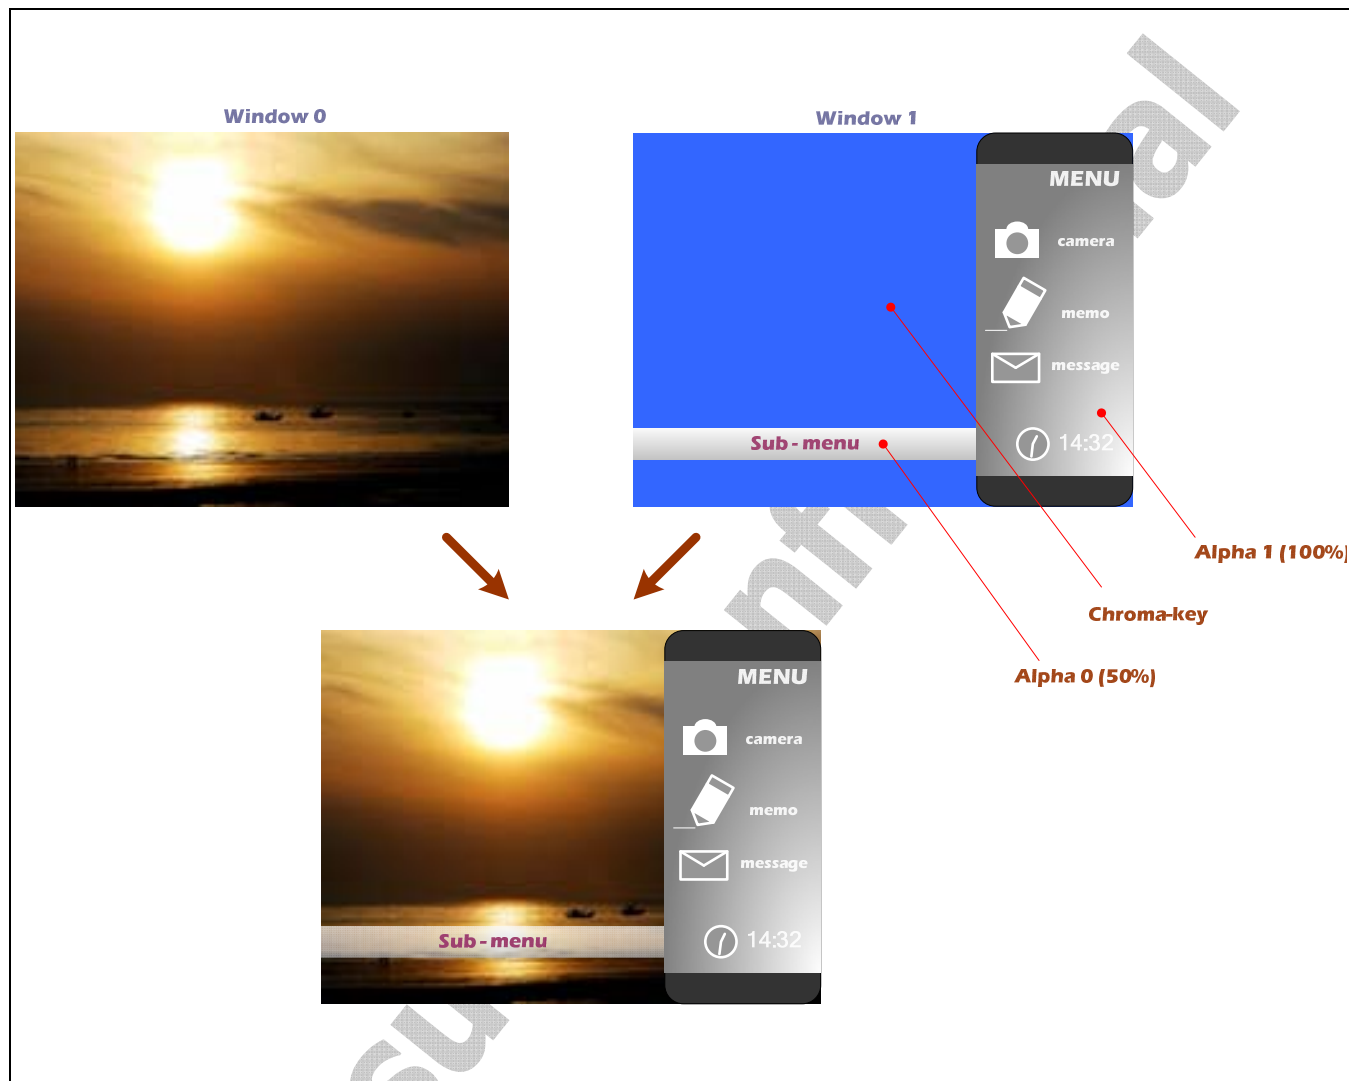 Window 0
Window 1
MENU
camera
memo
message
Sub - menu
14:32
Alpha 1 (100%)
Chroma-key
Alpha 0 (50%)
MENU
camera
memo
message
Sub - menu
14:32